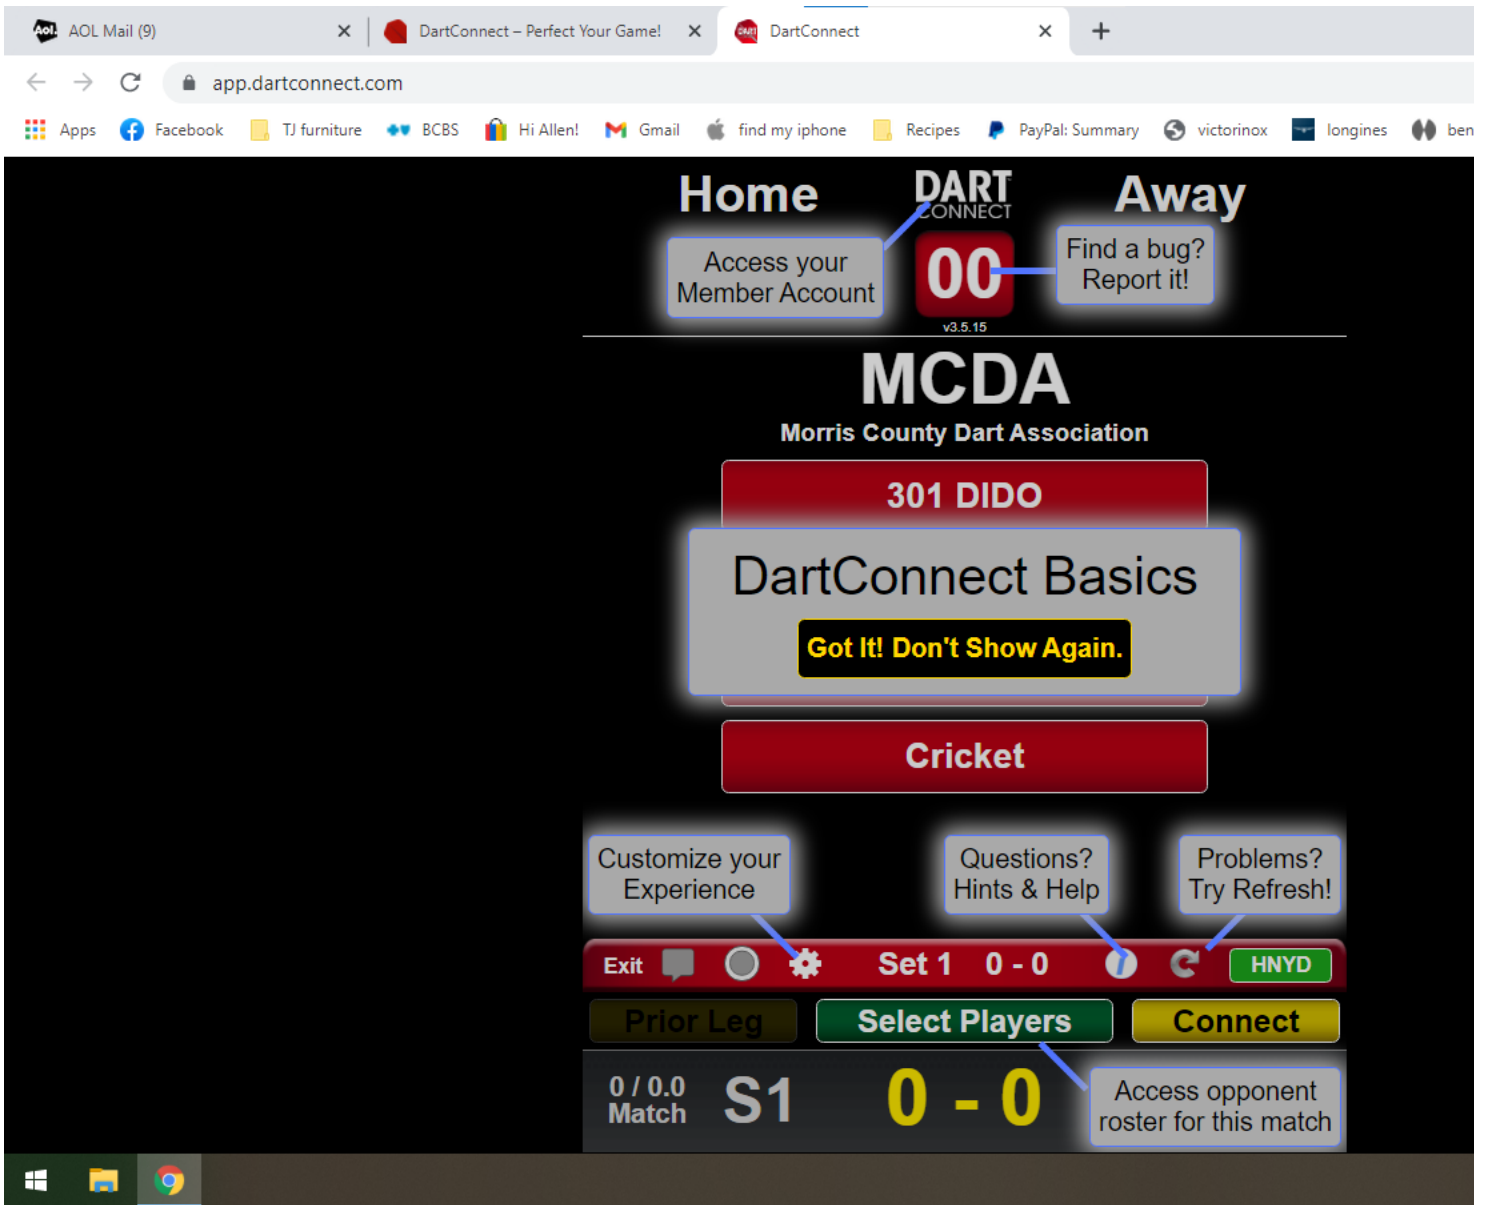 Aol. AOL Mail (9)
DartConnect – Perfect Your Game!
DART DartConnect
app.dartconnect.com
Apps Facebook TJ furniture BCBS Hi Allen! Gmail find my iphone Recipes PayPal: Summary victorinox longines ben
Home DART Away
CONNECT
Access your
Member Account
00
Find a bug?
Report it!
v3.5.15
MCDA
Morris County Dart Association
301 DIDO
DartConnect Basics
Got It! Don't Show Again.
Cricket
Customize your
Experience
Questions?
Hints & Help
Problems?
Try Refresh!
Exit Set 1 0 - 0 i HNYD
Prior Leg Select Players Connect
0 / 0.0
Match
S1 0 - 0
Access opponent
roster for this match